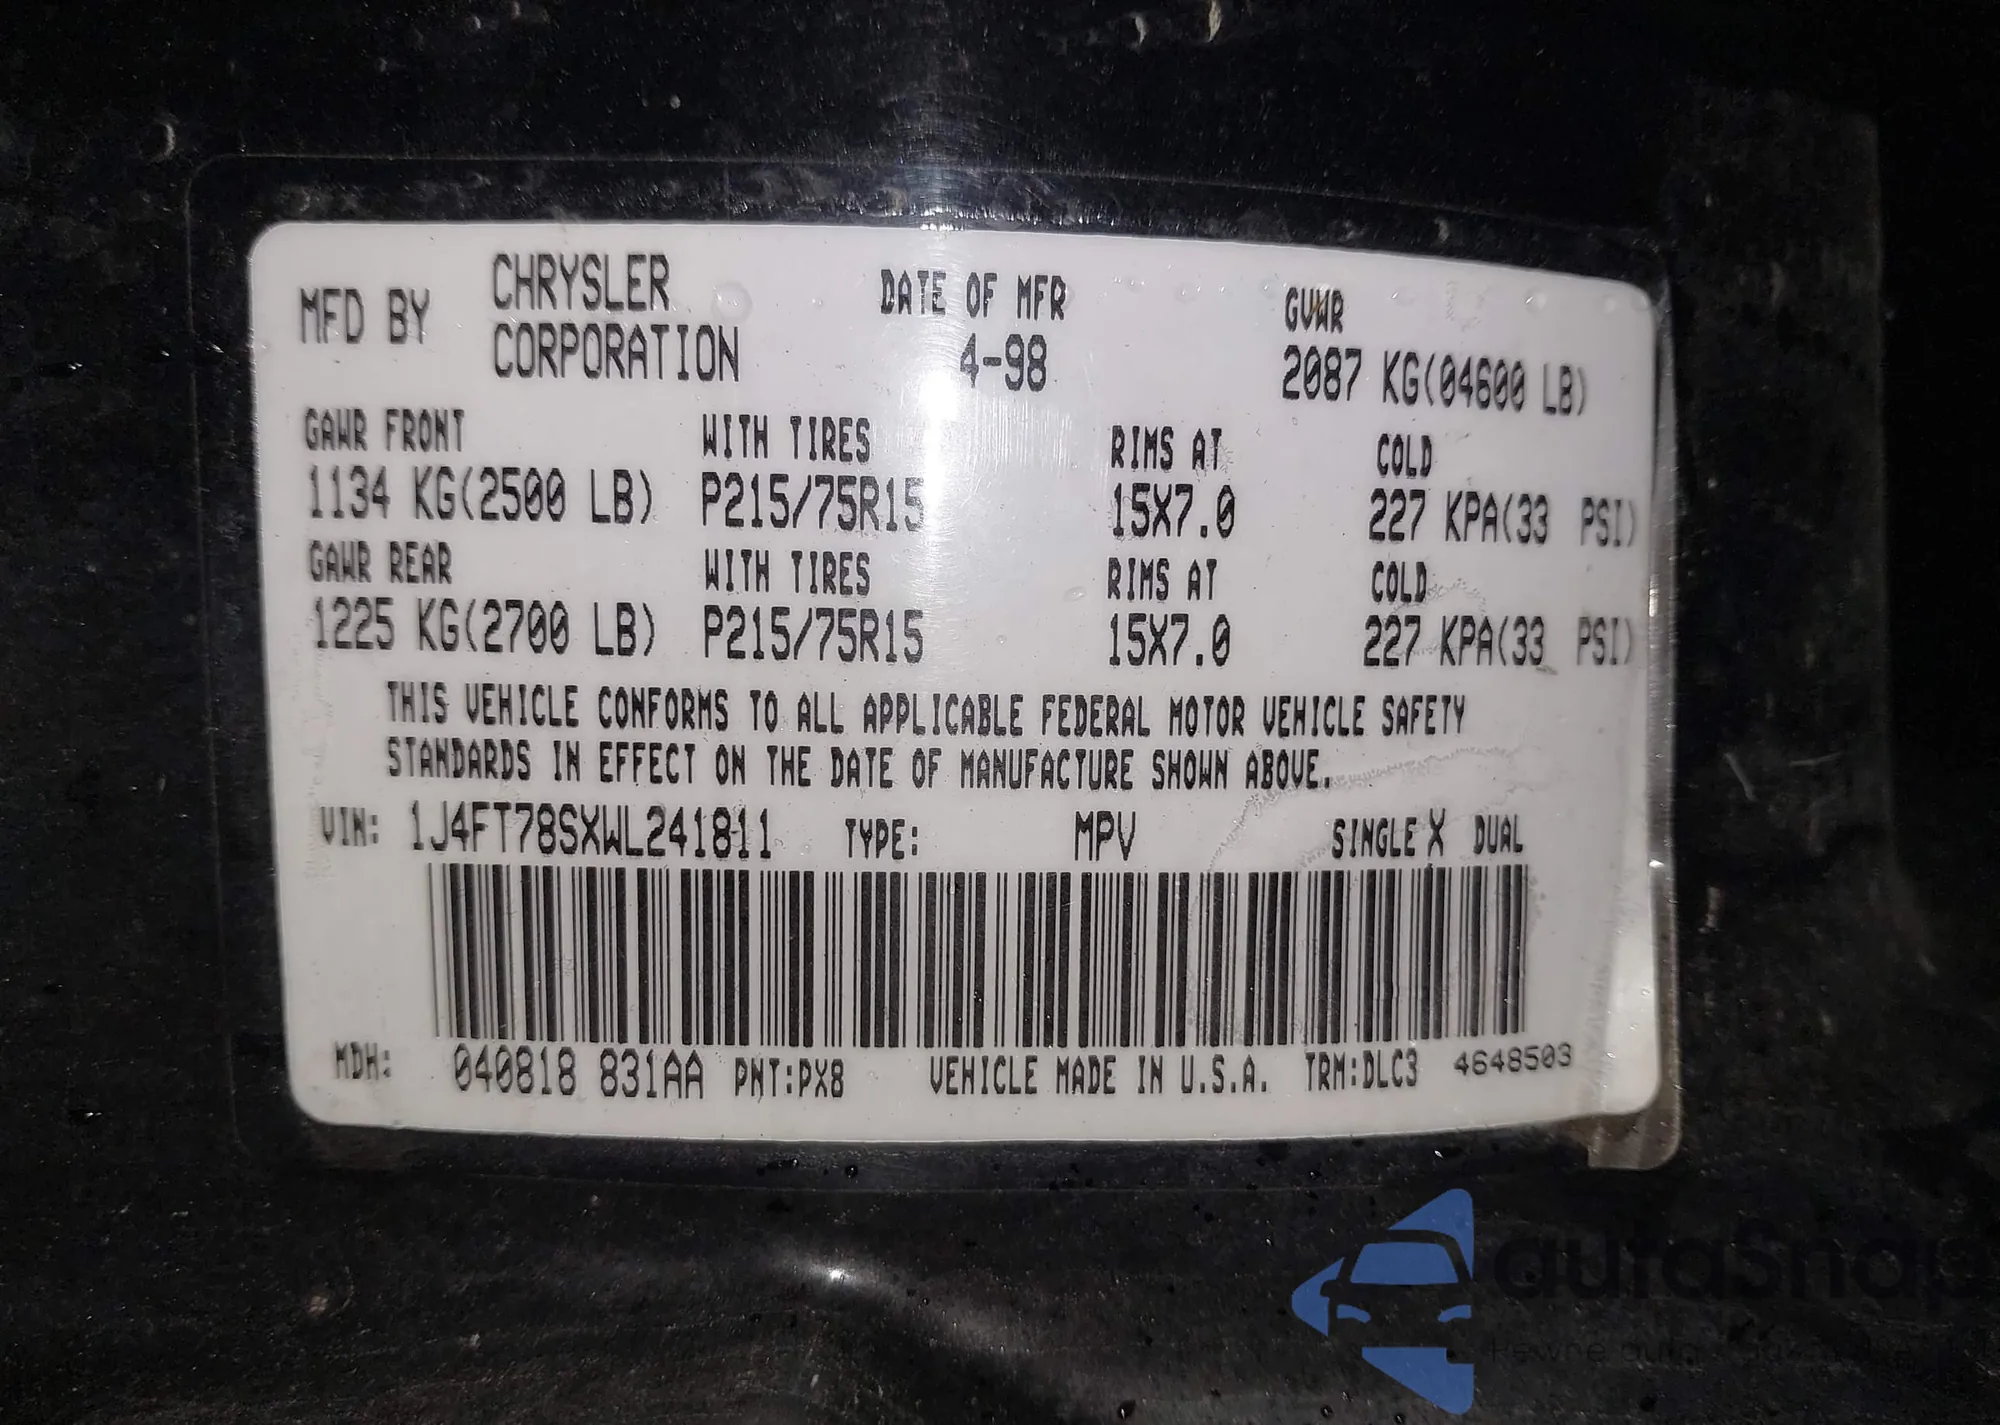 MFD BY CHRYSLER CORPORATION DATE OF MFR 4-98 GVWR 2087 KG(04600 LB)
GAWR FRONT WITH TIRES RIMS AT COLD
1134 KG(2500 LB) P215/75R15 15X7.0 227 KPA(33 PSI)
GAWR REAR WITH TIRES RIMS AT COLD
1225 KG(2700 LB) P215/75R15 15X7.0 227 KPA(33 PSI)
THIS VEHICLE CONFORMS TO ALL APPLICABLE FEDERAL MOTOR VEHICLE SAFETY
STANDARDS IN EFFECT ON THE DATE OF MANUFACTURE SHOWN ABOVE.
VIN: 1J4FT78SXWL241811 TYPE: MPV SINGLE X DUAL
MDH: 040818 831AA PNT:PX8 VEHICLE MADE IN U.S.A. TRM:DLC3 4648503
autaSnap
Pewne auta